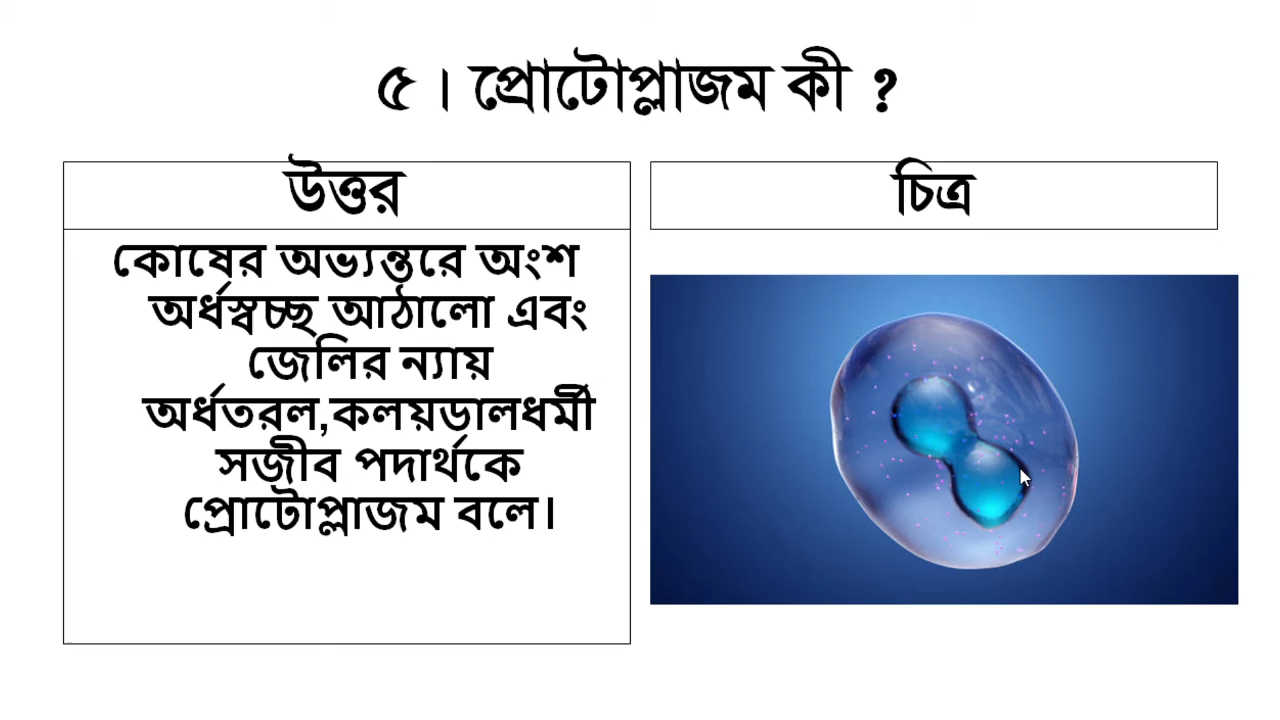 ৫ । প্রোটোপ্লাজম কী ?
উত্তর
কোষের অভ্যন্তরে অংশ
অর্ধস্বচ্ছ আঠালো এবং
জেলির ন্যায়
অর্ধতরল,কলয়ডালধর্মী
সজীব পদার্থকে
প্রোটোপ্লাজম বলে।
চিত্র